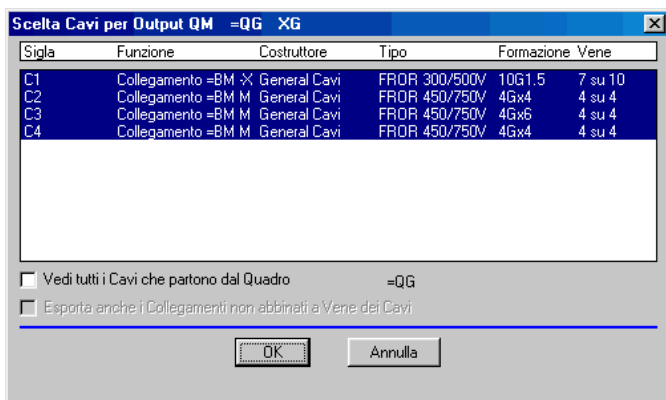 Scelta Cavi per Output QM =QG XG
Sigla Funzione Costruttore Tipo Formazione Vene
C1 Collegamento =BM -X General Cavi FROR 300/500V 10G1.5 7 su 10
C2 Collegamento =BM M General Cavi FROR 450/750V 4Gx4 4 su 4
C3 Collegamento =BM M General Cavi FROR 450/750V 4Gx6 4 su 4
C4 Collegamento =BM M General Cavi FROR 450/750V 4Gx4 4 su 4
Vedi tutti i Cavi che partono dal Quadro =QG
Esporta anche i Collegamenti non abbinati a Vene dei Cavi
OK Annulla